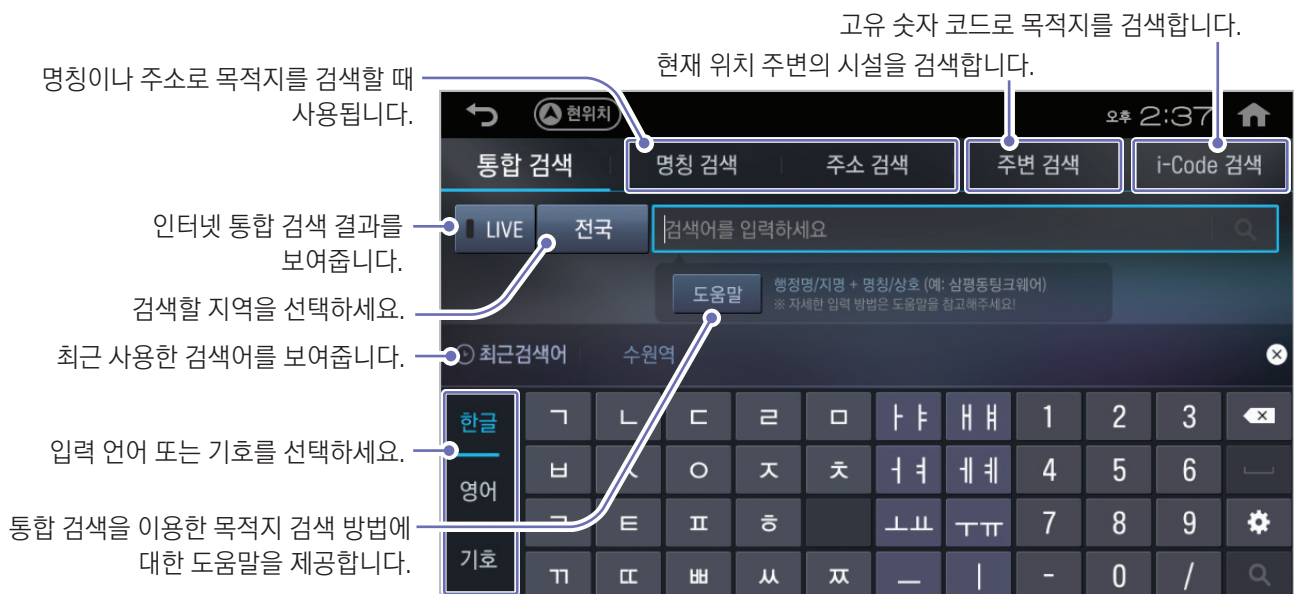 고유 숫자 코드로 목적지를 검색합니다.
현재 위치 주변의 시설을 검색합니다.
명칭이나 주소로 목적지를 검색할 때
사용됩니다.
현위치 오후 2:37
통합 검색 명칭 검색 주소 검색 주변 검색 i-Code 검색
인터넷 통합 검색 결과를
보여줍니다.
LIVE 전국 검색어를 입력하세요
도움말 행정명/지명 + 명칭/상호 (예: 삼평동팅크웨어)
※ 자세한 입력 방법은 도움말을 참고해주세요!
검색할 지역을 선택하세요.
최근 사용한 검색어를 보여줍니다.
최근검색어 수원역
입력 언어 또는 기호를 선택하세요.
통합 검색을 이용한 목적지 검색 방법에
대한 도움말을 제공합니다.
한글 ㄱ ㄴ ㄷ ㄹ ㅁ ㅏㅑ ㅐㅒ 1 2 3
영어 ㅂ ㅇ ㅈ ㅊ ㅓㅕ ㅔㅖ 4 5 6
ㅌ ㅍ ㅎ ㅗㅛ ㅜㅠ 7 8 9
기호 ㄲ ㄸ ㅃ ㅆ ㅉ ㅡ ㅣ - 0 /